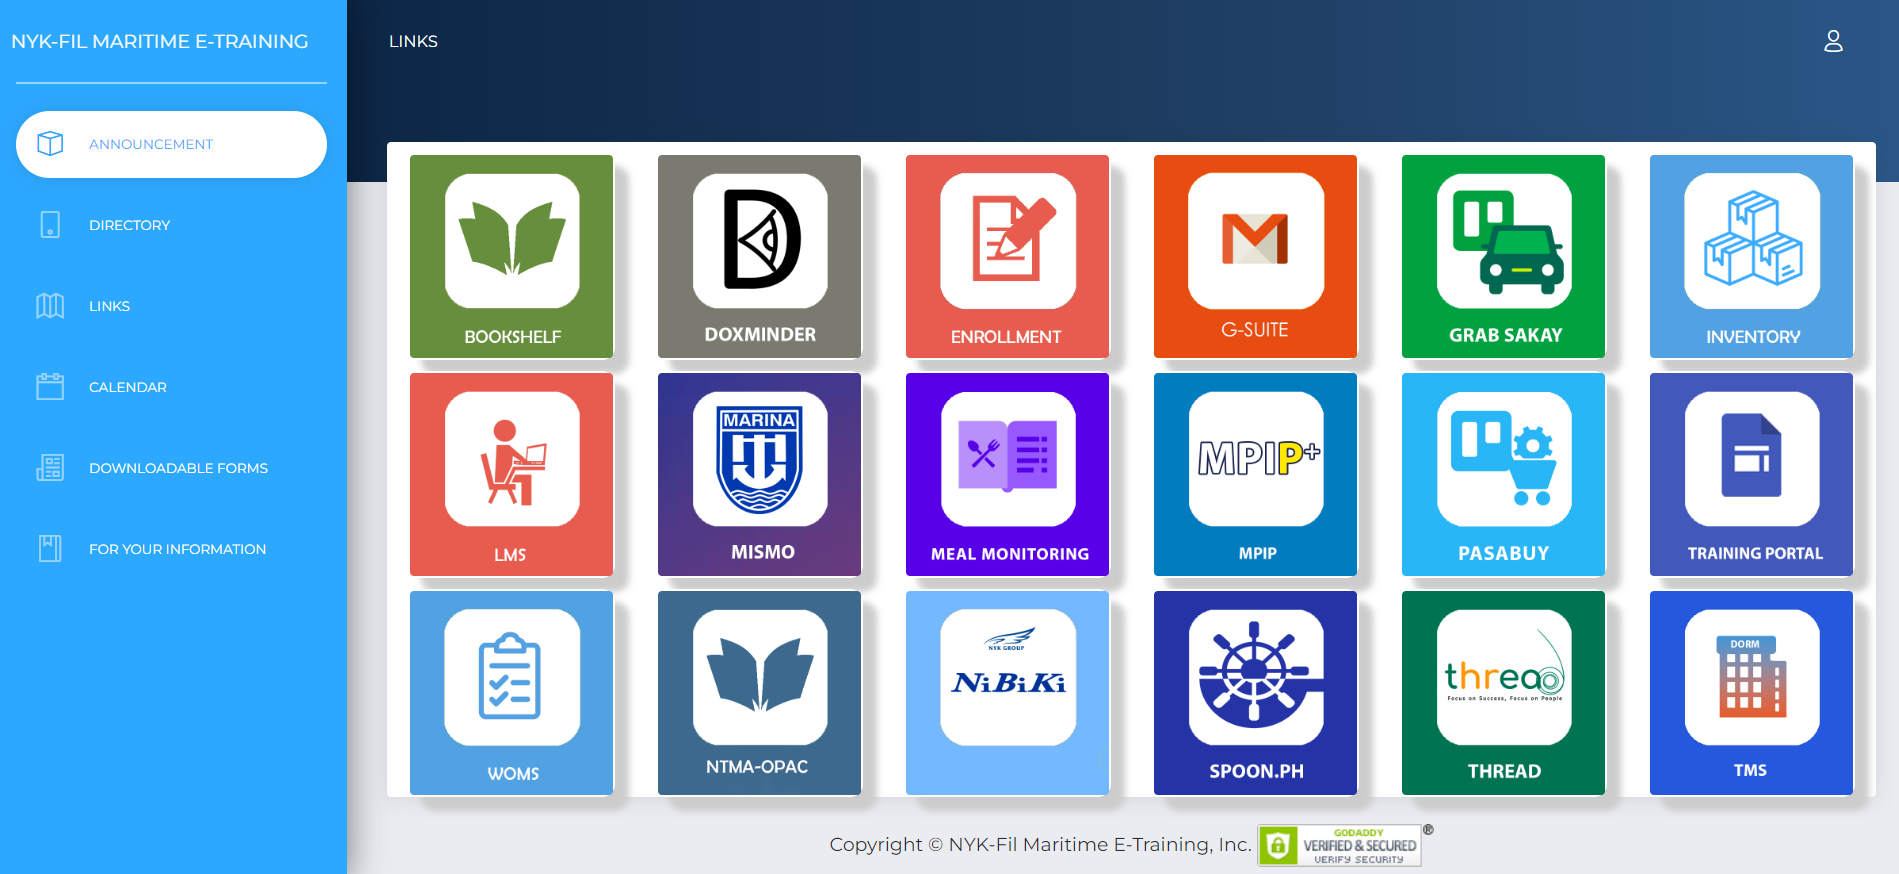 NYK-FIL MARITIME E-TRAINING
LINKS
ANNOUNCEMENT
DIRECTORY
LINKS
CALENDAR
DOWNLOADABLE FORMS
FOR YOUR INFORMATION
BOOKSHELF
DOXMINDER
ENROLLMENT
G-SUITE
GRAB SAKAY
INVENTORY
LMS
MARINA
MISMO
MEAL MONITORING
MPIP+
MPIP
PASABUY
TRAINING PORTAL
WOMS
NTMA-OPAC
NYK GROUP
NiBiKi
SPOON.PH
thread
Focus on Success, Focus on People
THREAD
DORM
TMS
Copyright © NYK-Fil Maritime E-Training, Inc.
GODADDY
VERIFIED & SECURED
VERIFY SECURITY
®